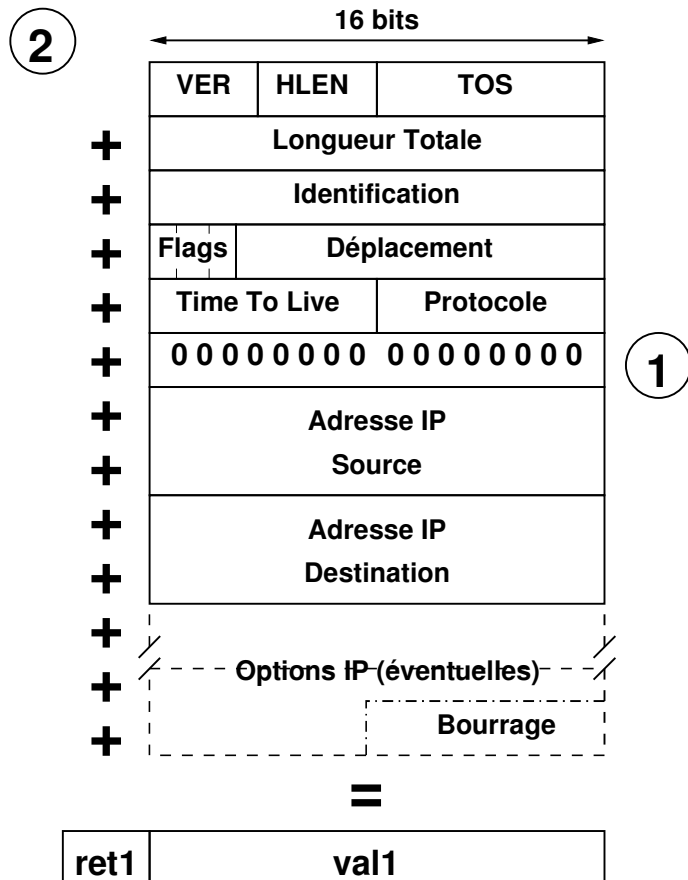 2
16 bits
VER HLEN TOS
+ Longueur Totale
+ Identification
+ Flags Déplacement
+ Time To Live Protocole
+ 0 0 0 0 0 0 0 0 0 0 0 0 0 0 0 0
1
+ Adresse IP
+ Source
+ Adresse IP
+ Destination
+
+ Options IP (éventuelles)
+ Bourrage
=
ret1 val1